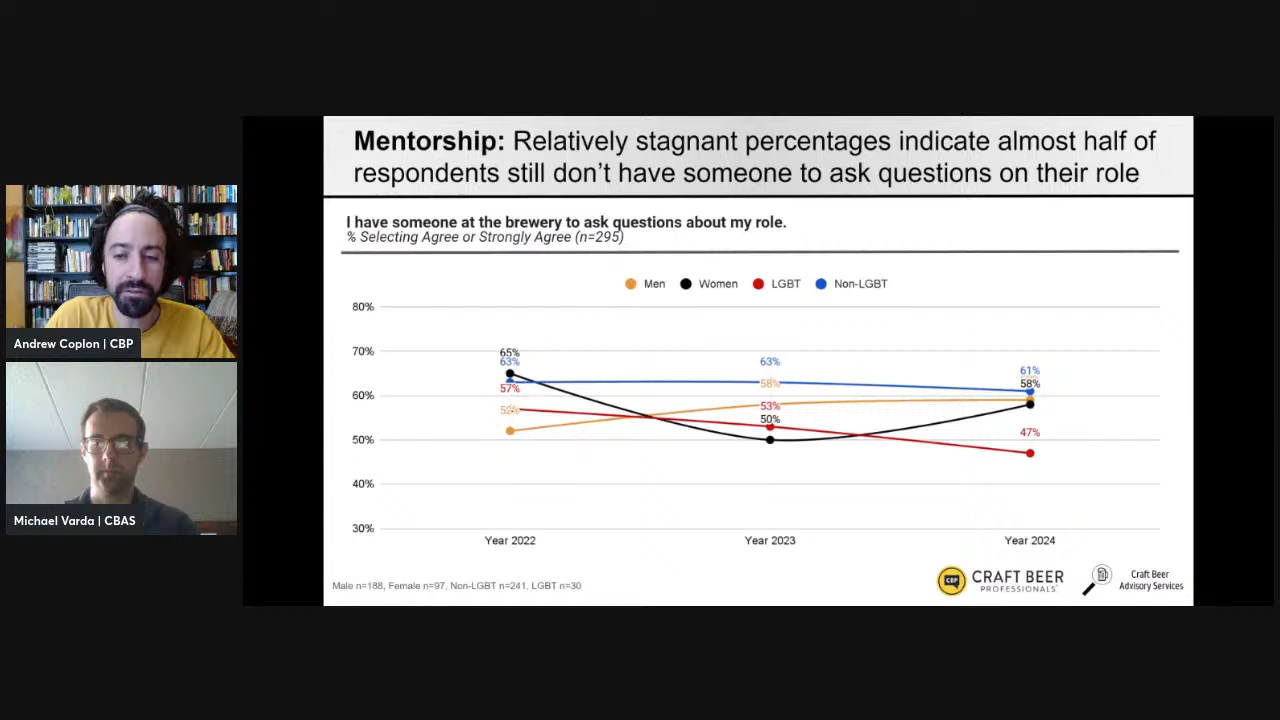 Mentorship: Relatively stagnant percentages indicate almost half of
respondents still don't have someone to ask questions on their role
I have someone at the brewery to ask questions about my role.
% Selecting Agree or Strongly Agree (n=295)
Men Women LGBT Non-LGBT
80%
70%
60%
50%
40%
30%
65%
63%
57%
52%
63%
58%
53%
50%
61%
58%
47%
Year 2022 Year 2023 Year 2024
Male n=188, Female n=97, Non-LGBT n=241, LGBT n=30
CBP
CRAFT BEER
PROFESSIONALS
Craft Beer
Advisory Services
Andrew Coplon | CBP
Michael Varda | CBAS